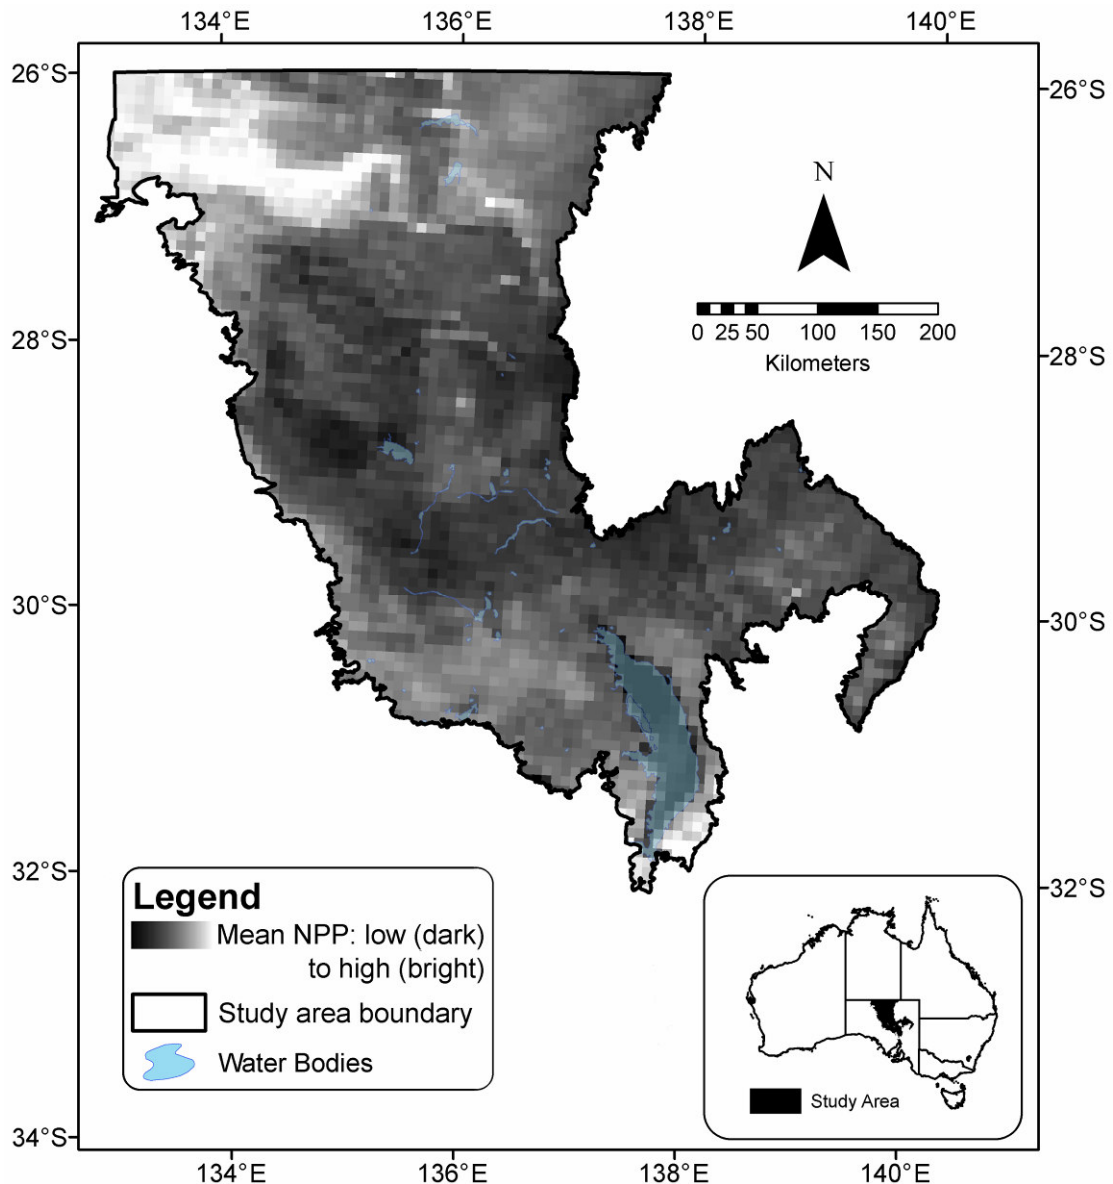 134°E 136°E 138°E 140°E
26°S 26°S
N
0 25 50 100 150 200
Kilometers
28°S 28°S
30°S 30°S
32°S 32°S
Legend
Mean NPP: low (dark)
to high (bright)
Study area boundary
Water Bodies
Study Area
34°S
134°E 136°E 138°E 140°E